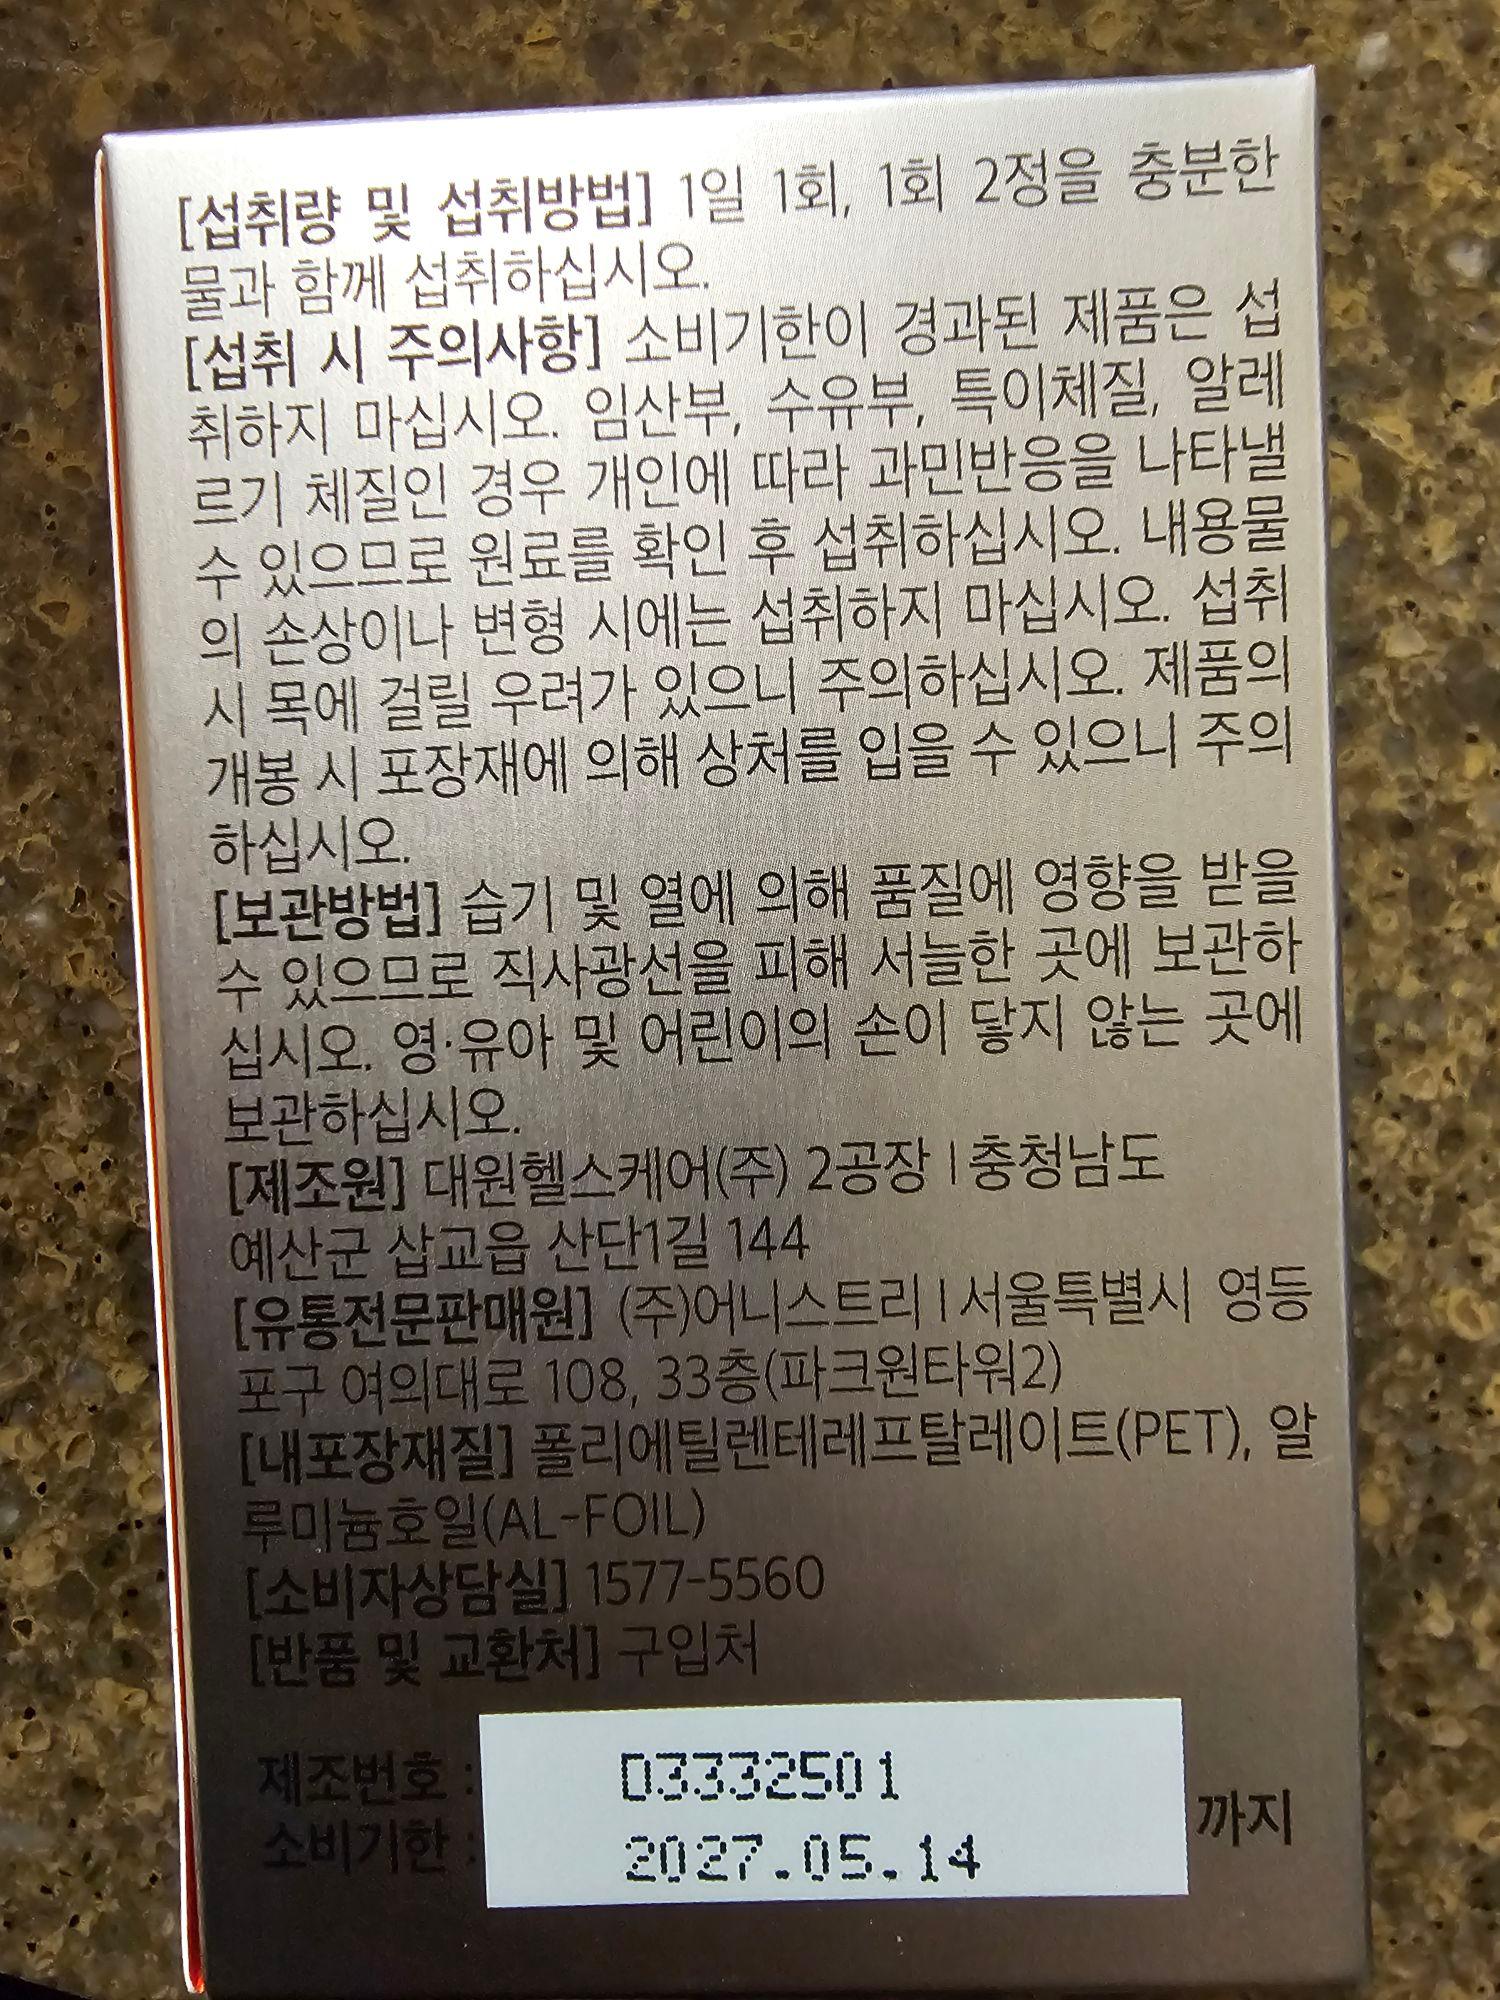 [섭취량 및 섭취방법] 1일 1회, 1회 2정을 충분한
물과 함께 섭취하십시오.
[섭취 시 주의사항] 소비기한이 경과된 제품은 섭
취하지 마십시오. 임산부, 수유부, 특이체질, 알레
르기 체질인 경우 개인에 따라 과민반응을 나타낼
수 있으므로 원료를 확인 후 섭취하십시오. 내용물
의 손상이나 변형 시에는 섭취하지 마십시오. 섭취
시 목에 걸릴 우려가 있으니 주의하십시오. 제품의
개봉 시 포장재에 의해 상처를 입을 수 있으니 주의
하십시오.
[보관방법] 습기 및 열에 의해 품질에 영향을 받을
수 있으므로 직사광선을 피해 서늘한 곳에 보관하
십시오. 영·유아 및 어린이의 손이 닿지 않는 곳에
보관하십시오.
[제조원] 대원헬스케어(주) 2공장 | 충청남도
예산군 삽교읍 산단1길 144
[유통전문판매원] (주)어니스트리 | 서울특별시 영등
포구 여의대로 108, 33층(파크원타워2)
[내포장재질] 폴리에틸렌테레프탈레이트(PET), 알
루미늄호일(AL-FOIL)
[소비자상담실] 1577-5560
[반품 및 교환처] 구입처
제조번호 : D3332501
소비기한 : 2027.05.14 까지